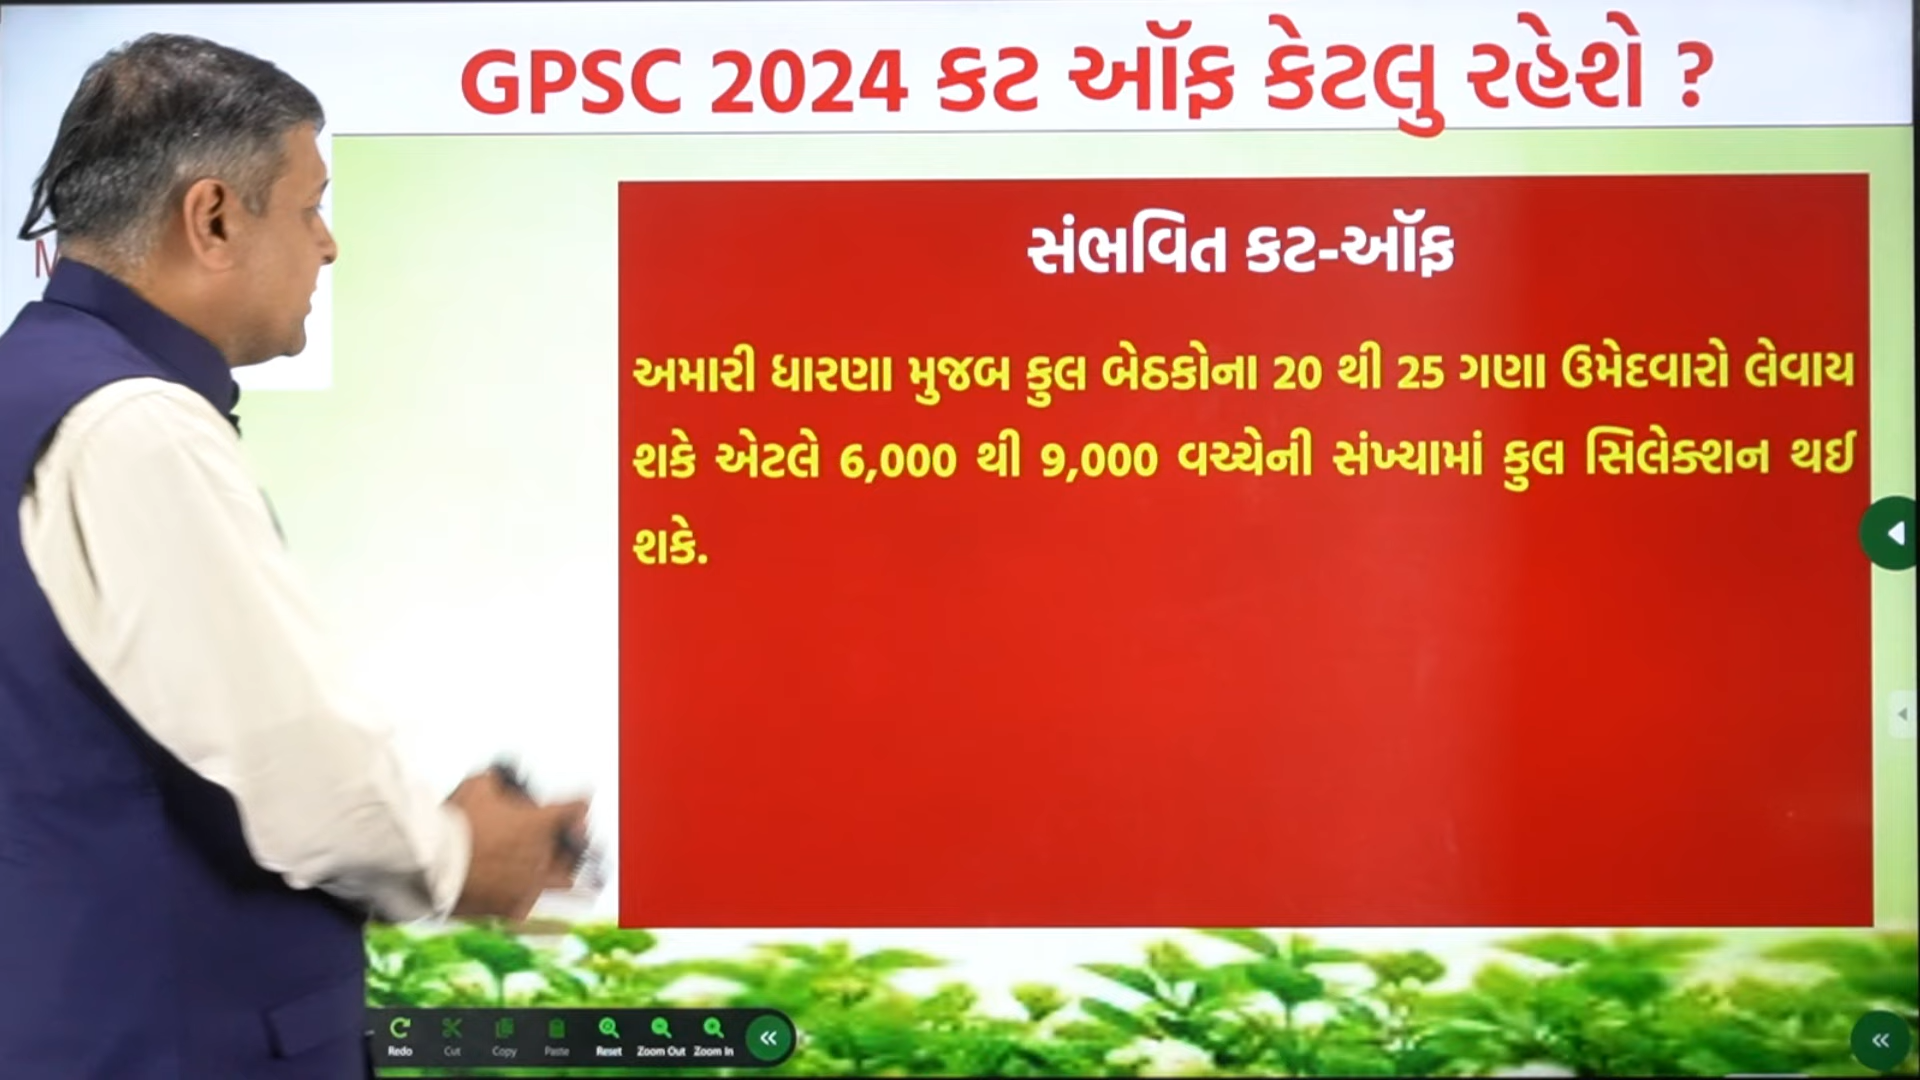 GPSC 2024 કટ ઑફ કેટલુ રહેશે ?
સંભવિત કટ-ઑફ
અમારી ધારણા મુજબ કુલ બેઠકોના 20 થી 25 ગણા ઉમેદવારો લેવાય
શકે એટલે 6,000 થી 9,000 વચ્ચેની સંખ્યામાં કુલ સિલેક્શન થઈ
શકે.
Redo Cut Copy Paste Reset Zoom Out Zoom In